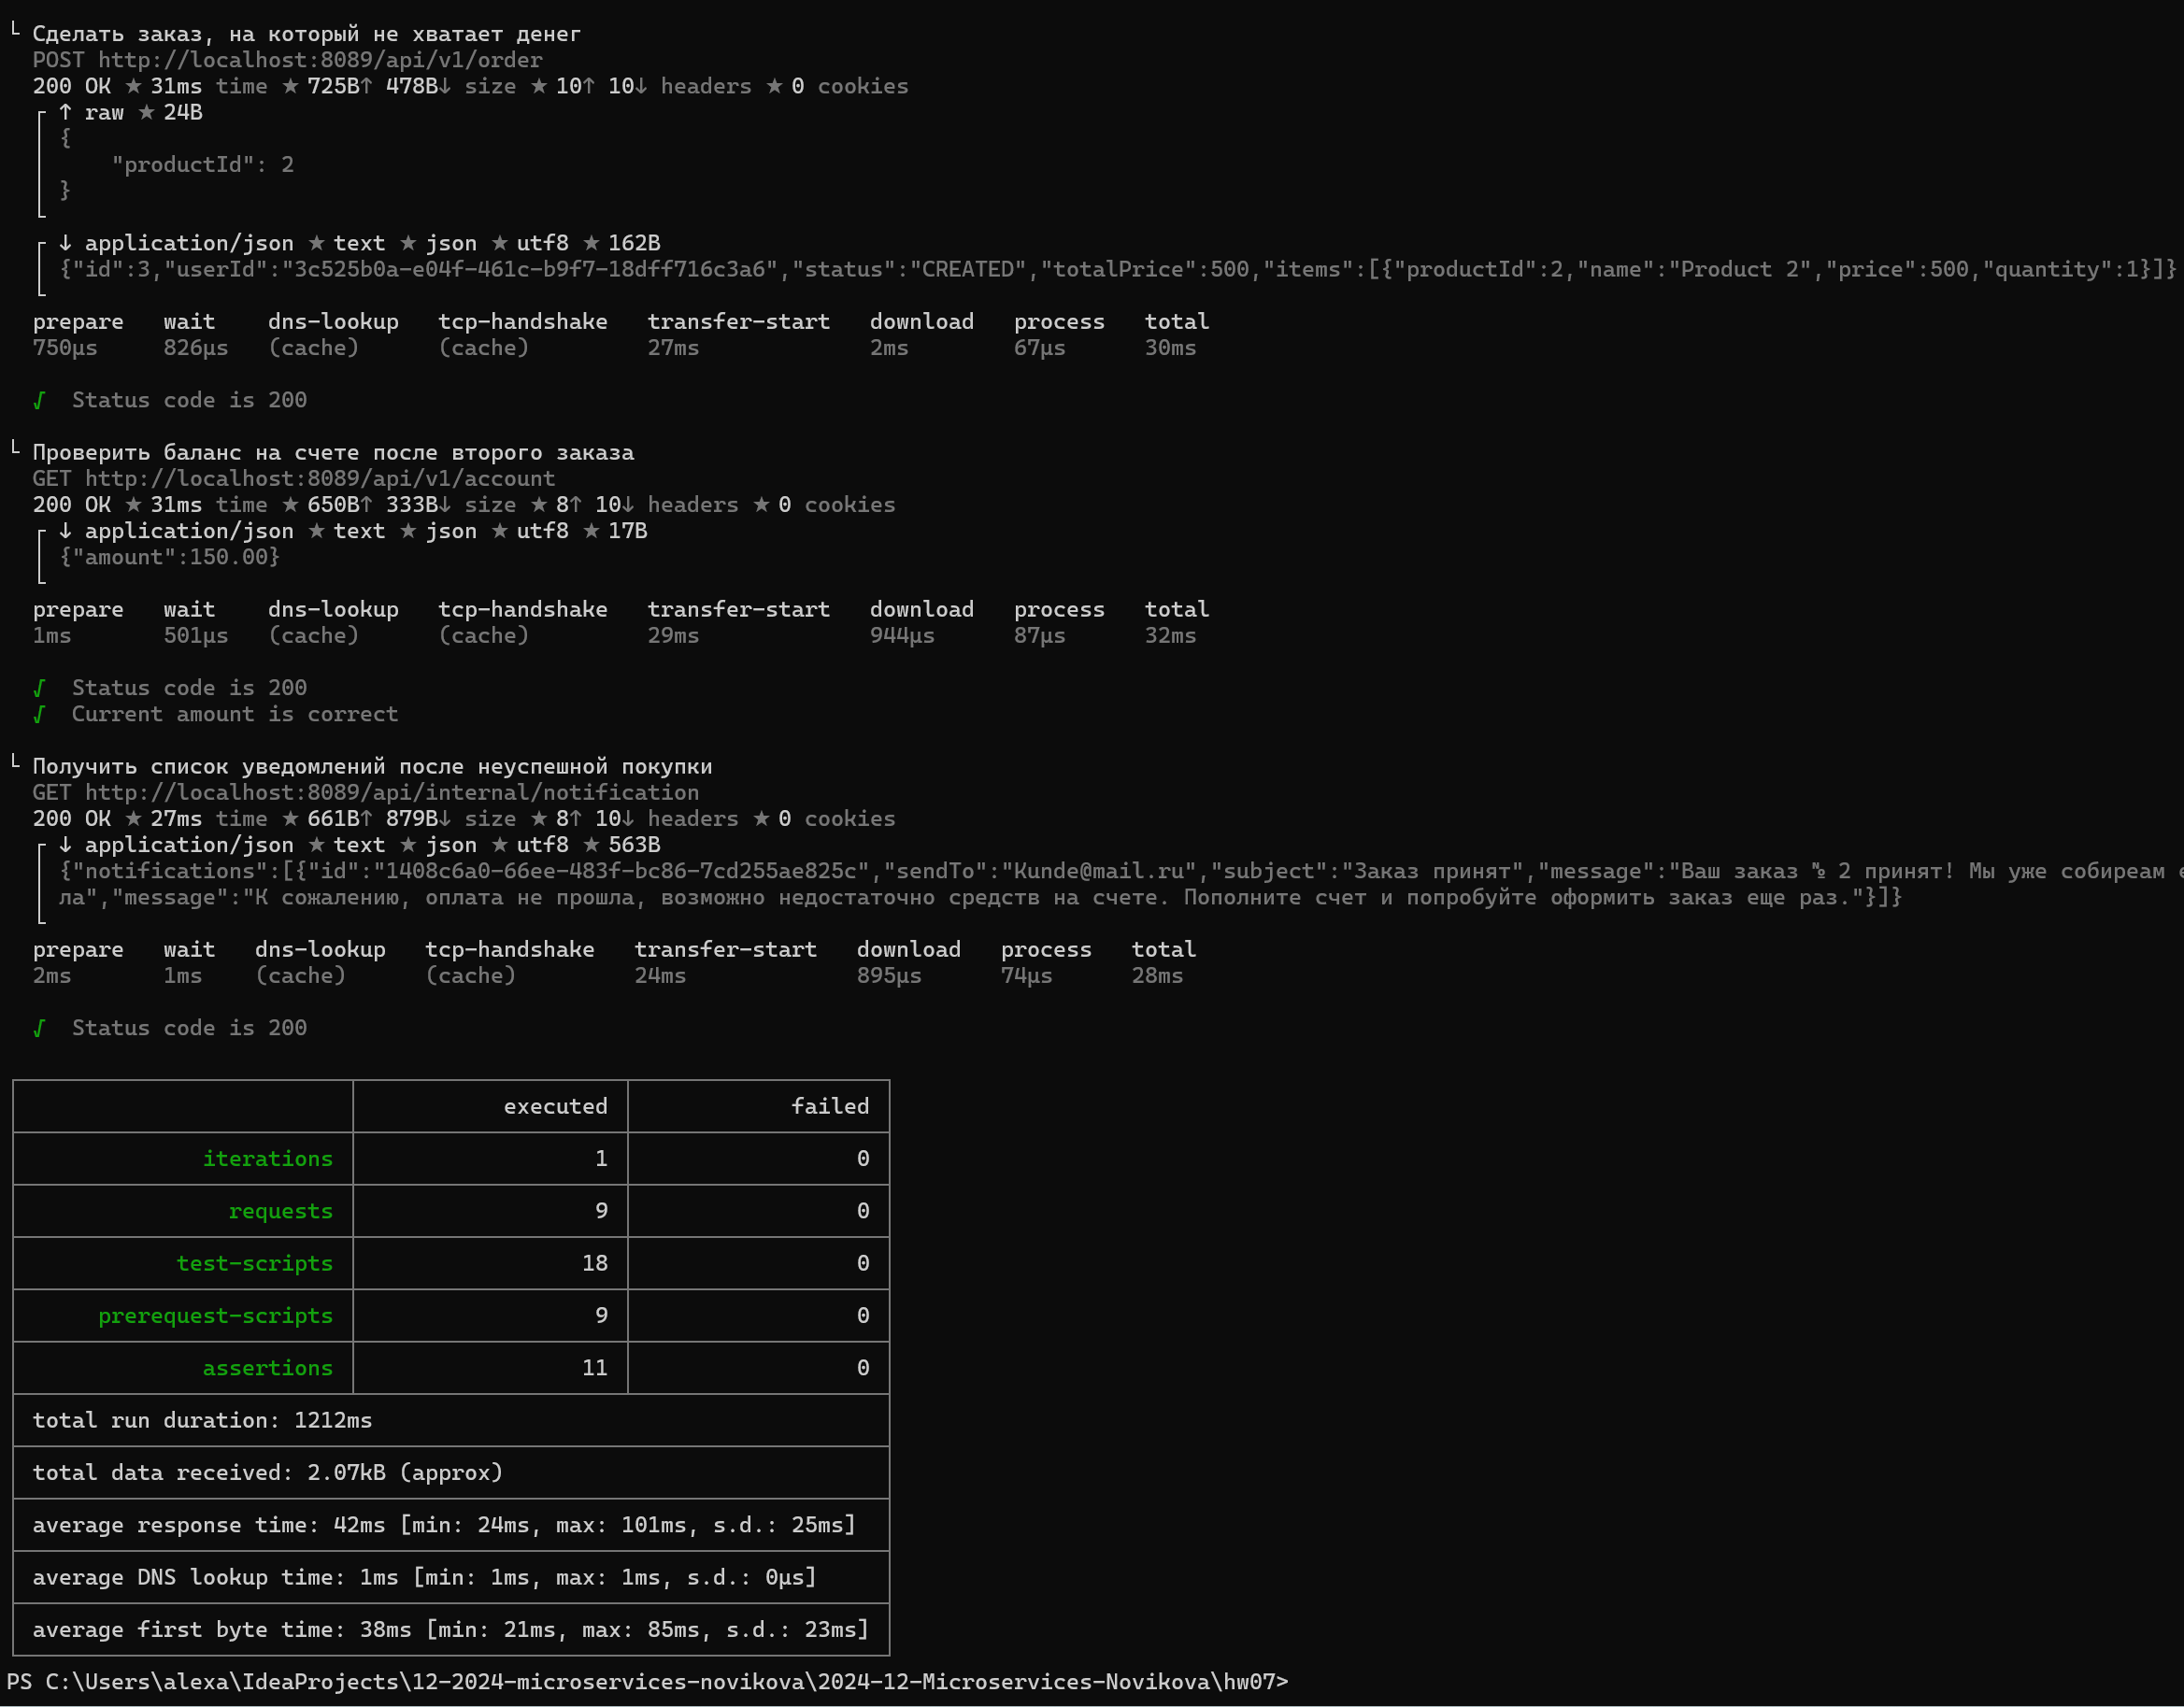 └ Сделать заказ, на который не хватает денег
POST http://localhost:8089/api/v1/order
200 OK ★ 31ms time ★ 725B↑ 478B↓ size ★ 10↑ 10↓ headers ★ 0 cookies
┌ ↑ raw ★ 24B
│ {
│     "productId": 2
│ }
└
┌ ↓ application/json ★ text ★ json ★ utf8 ★ 162B
│ {"id":3,"userId":"3c525b0a-e04f-461c-b9f7-18dff716c3a6","status":"CREATED","totalPrice":500,"items":[{"productId":2,"name":"Product 2","price":500,"quantity":1}]}
└
prepare   wait    dns-lookup   tcp-handshake   transfer-start   download   process   total
750µs     826µs   (cache)      (cache)         27ms             2ms        67µs      30ms
√  Status code is 200
└ Проверить баланс на счете после второго заказа
GET http://localhost:8089/api/v1/account
200 OK ★ 31ms time ★ 650B↑ 333B↓ size ★ 8↑ 10↓ headers ★ 0 cookies
┌ ↓ application/json ★ text ★ json ★ utf8 ★ 17B
│ {"amount":150.00}
└
prepare   wait    dns-lookup   tcp-handshake   transfer-start   download   process   total
1ms       501µs   (cache)      (cache)         29ms             944µs      87µs      32ms
√  Status code is 200
√  Current amount is correct
└ Получить список уведомлений после неуспешной покупки
GET http://localhost:8089/api/internal/notification
200 OK ★ 27ms time ★ 661B↑ 879B↓ size ★ 8↑ 10↓ headers ★ 0 cookies
┌ ↓ application/json ★ text ★ json ★ utf8 ★ 563B
│ {"notifications":[{"id":"1408c6a0-66ee-483f-bc86-7cd255ae825c","sendTo":"Kunde@mail.ru","subject":"Заказ принят","message":"Ваш заказ № 2 принят! Мы уже собиреам
│ ла","message":"К сожалению, оплата не прошла, возможно недостаточно средств на счете. Пополните счет и попробуйте оформить заказ еще раз."}]}
└
prepare   wait   dns-lookup   tcp-handshake   transfer-start   download   process   total
2ms       1ms    (cache)      (cache)         24ms             895µs      74µs      28ms
√  Status code is 200
executed failed
iterations 1 0
requests 9 0
test-scripts 18 0
prerequest-scripts 9 0
assertions 11 0
total run duration: 1212ms
total data received: 2.07kB (approx)
average response time: 42ms [min: 24ms, max: 101ms, s.d.: 25ms]
average DNS lookup time: 1ms [min: 1ms, max: 1ms, s.d.: 0µs]
average first byte time: 38ms [min: 21ms, max: 85ms, s.d.: 23ms]
PS C:\Users\alexa\IdeaProjects\12-2024-microservices-novikova\2024-12-Microservices-Novikova\hw07>